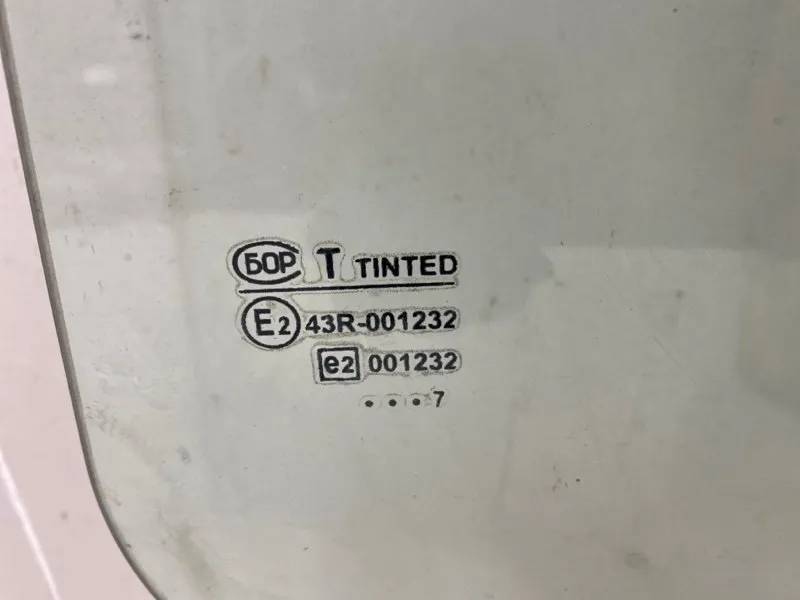 БОР T TINTED
E2 43R-001232
e2 001232
• • • 7